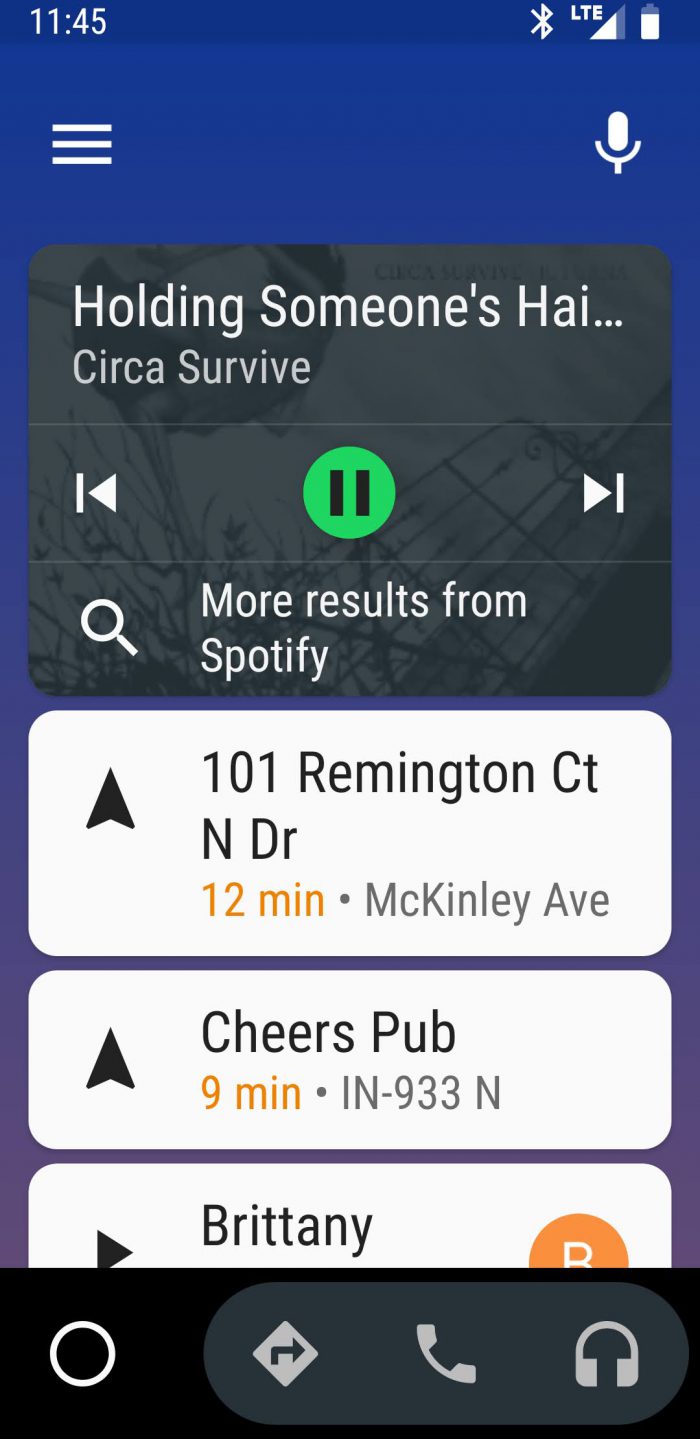 11:45
LTE
CIRCA SURVIVE
Holding Someone's Hai…
Circa Survive
More results from
Spotify
101 Remington Ct
N Dr
12 min • McKinley Ave
Cheers Pub
9 min • IN-933 N
Brittany
B